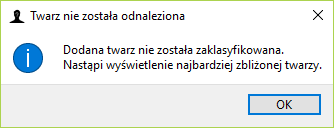 Twarz nie została odnaleziona
Dodana twarz nie została zaklasyfikowana.
Nastąpi wyświetlenie najbardziej zbliżonej twarzy.
OK